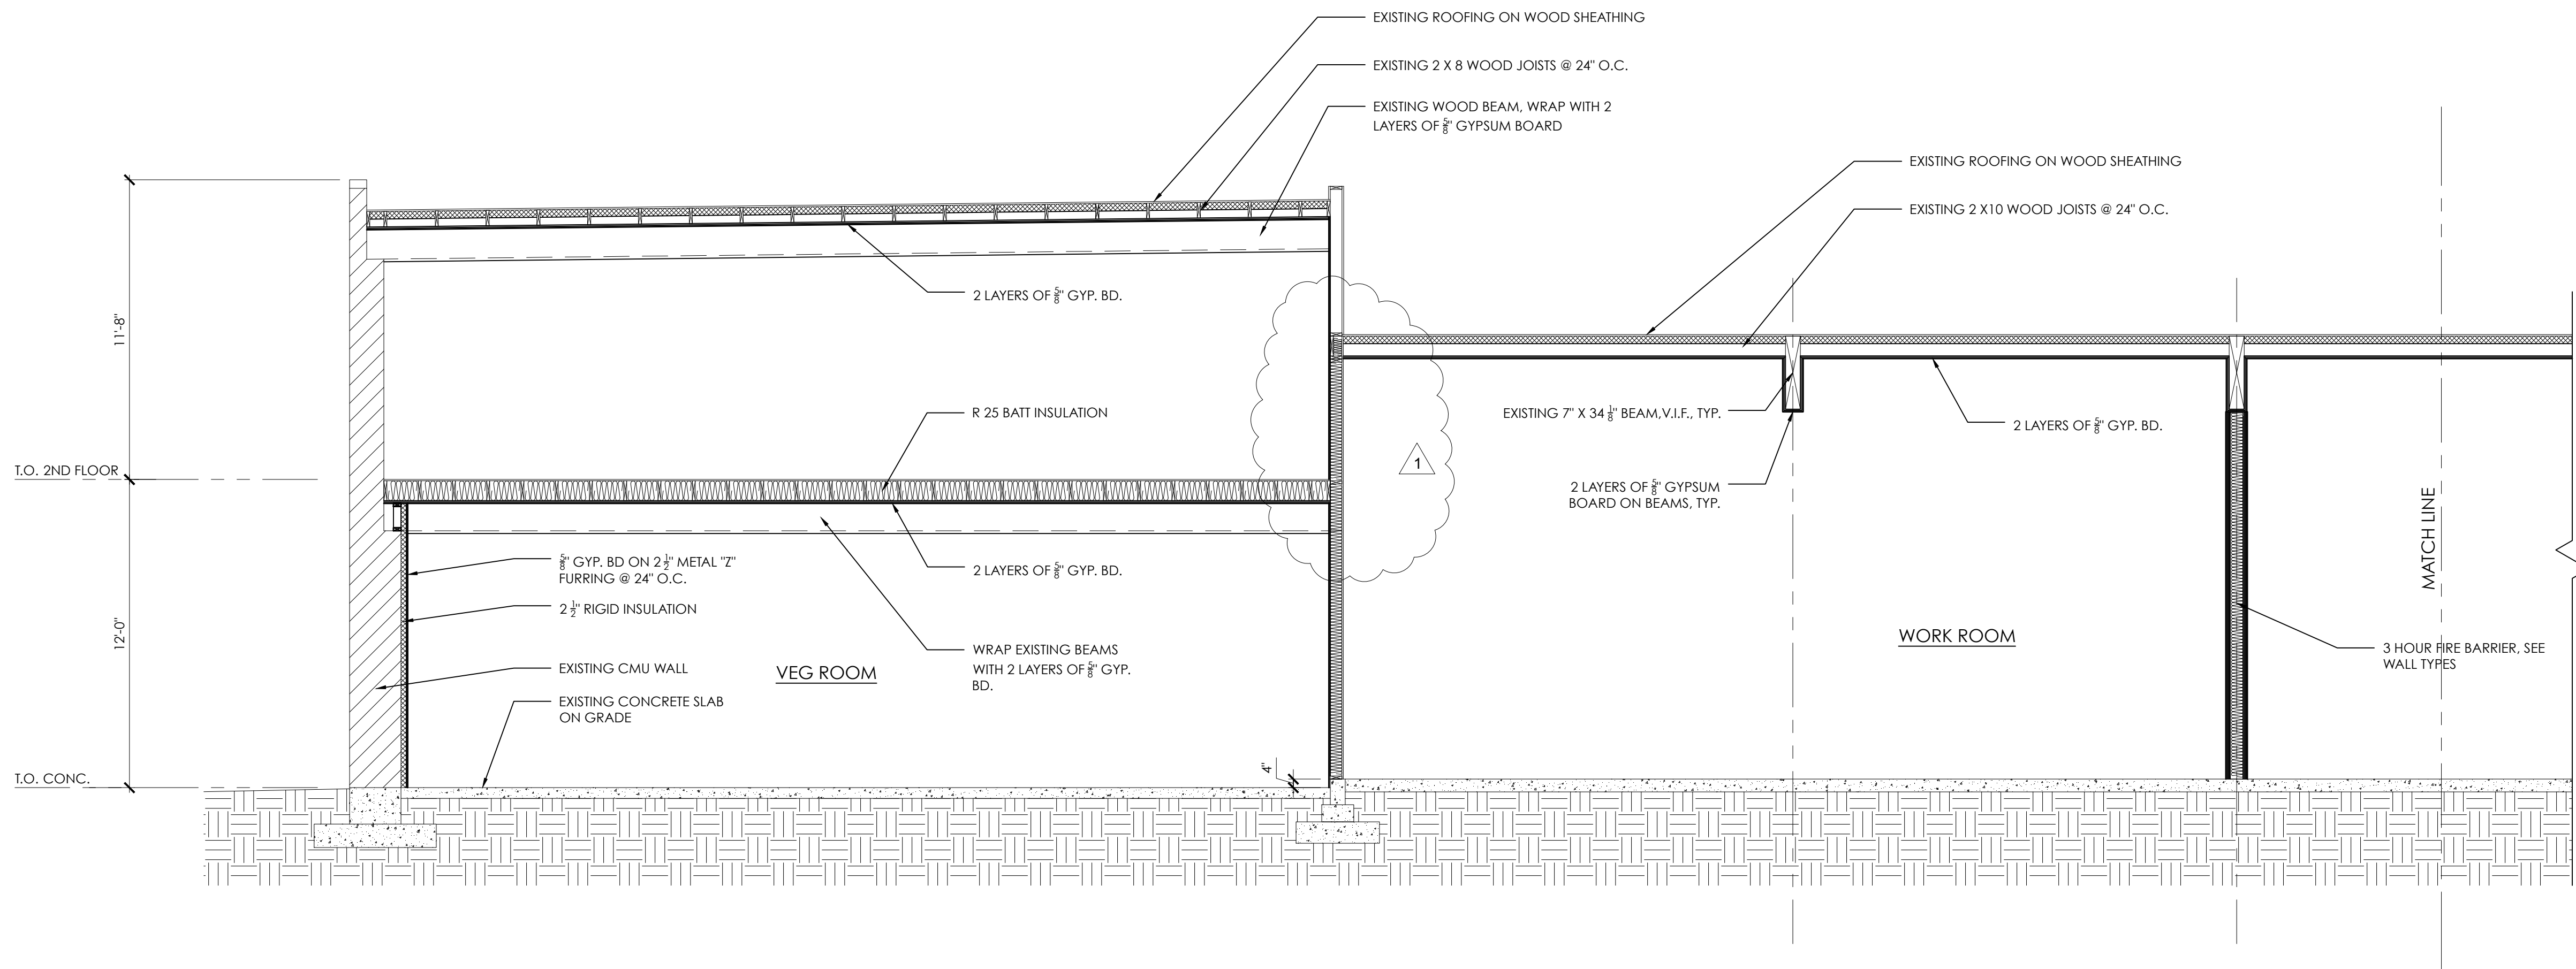 EXISTING ROOFING ON WOOD SHEATHING
EXISTING 2 X 8 WOOD JOISTS @ 24" O.C.
EXISTING WOOD BEAM, WRAP WITH 2
LAYERS OF 5/8" GYPSUM BOARD
EXISTING ROOFING ON WOOD SHEATHING
EXISTING 2 X10 WOOD JOISTS @ 24" O.C.
2 LAYERS OF 5/8" GYP. BD.
11'-8"
R 25 BATT INSULATION
EXISTING 7" X 34 1/8" BEAM,V.I.F., TYP.
2 LAYERS OF 5/8" GYP. BD.
1
T.O. 2ND FLOOR
2 LAYERS OF 5/8" GYPSUM
BOARD ON BEAMS, TYP.
MATCH LINE
5/8" GYP. BD ON 2 1/2" METAL "Z"
FURRING @ 24" O.C.
2 LAYERS OF 5/8" GYP. BD.
2 1/2" RIGID INSULATION
12'-0"
WRAP EXISTING BEAMS
WITH 2 LAYERS OF 5/8" GYP.
BD.
WORK ROOM
3 HOUR FIRE BARRIER, SEE
WALL TYPES
EXISTING CMU WALL
VEG ROOM
EXISTING CONCRETE SLAB
ON GRADE
4"
T.O. CONC.